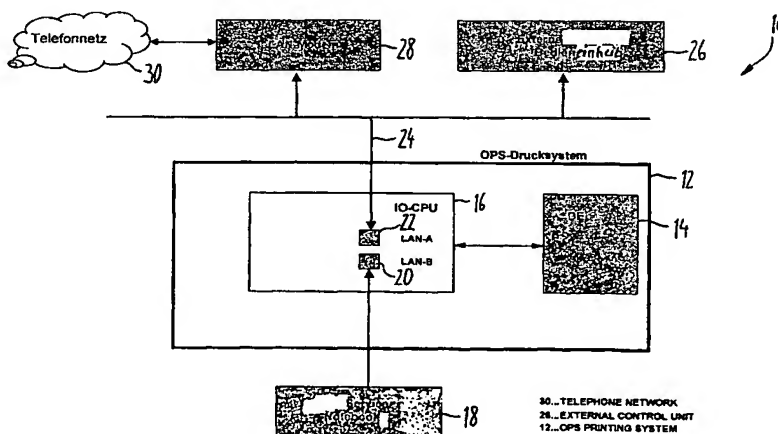 Telefonnetz
30
28
26
24
OPS-Drucksystem
12
16
IO-CPU
22
LAN-A
LAN-B
20
14
18
30...TELEPHONE NETWORK
26...EXTERNAL CONTROL UNIT
12...OPS PRINTING SYSTEM